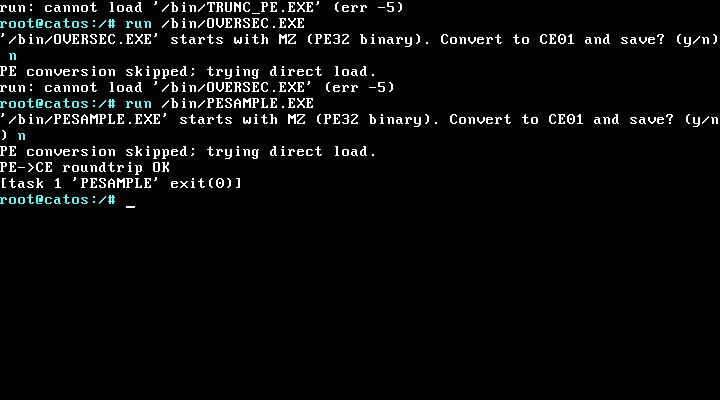 run: cannot load '/bin/TRUNC_PE.EXE' (err -5)
root@catos:/# run /bin/OVERSEC.EXE
'/bin/OVERSEC.EXE' starts with MZ (PE32 binary). Convert to CE01 and save? (y/n)
n
PE conversion skipped; trying direct load.
run: cannot load '/bin/OVERSEC.EXE' (err -5)
root@catos:/# run /bin/PESAMPLE.EXE
'/bin/PESAMPLE.EXE' starts with MZ (PE32 binary). Convert to CE01 and save? (y/n
) n
PE conversion skipped; trying direct load.
PE->CE roundtrip OK
[task 1 'PESAMPLE' exit(0)]
root@catos:/# _